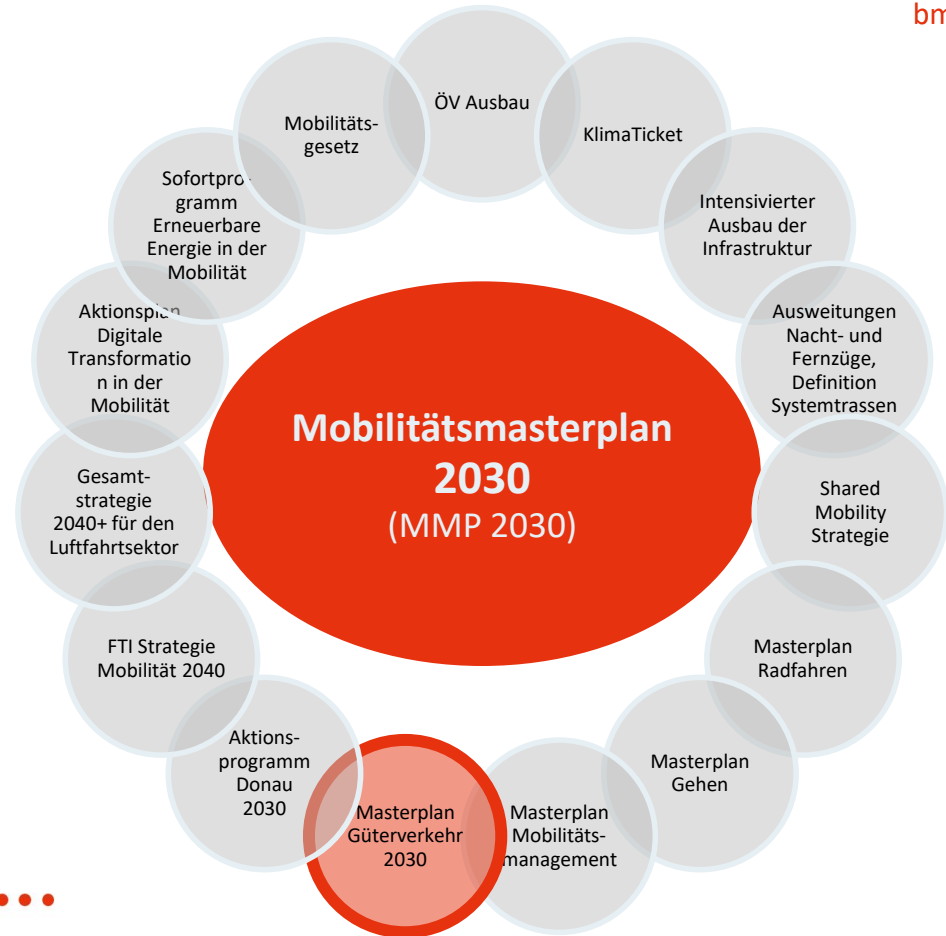 bm
ÖV Ausbau
KlimaTicket
Intensivierter
Ausbau der
Infrastruktur
Ausweitungen
Nacht- und
Fernzüge,
Definition
Systemtrassen
Shared
Mobility
Strategie
Masterplan
Radfahren
Masterplan
Gehen
Masterplan
Mobilitäts-
management
Masterplan
Güterverkehr
2030
Aktions-
programm
Donau
2030
FTI Strategie
Mobilität 2040
Gesamt-
strategie
2040+ für den
Luftfahrtsektor
Aktionsplan
Digitale
Transformatio
n in der
Mobilität
Sofortpro-
gramm
Erneuerbare
Energie in der
Mobilität
Mobilitäts-
gesetz
Mobilitätsmasterplan
2030
(MMP 2030)